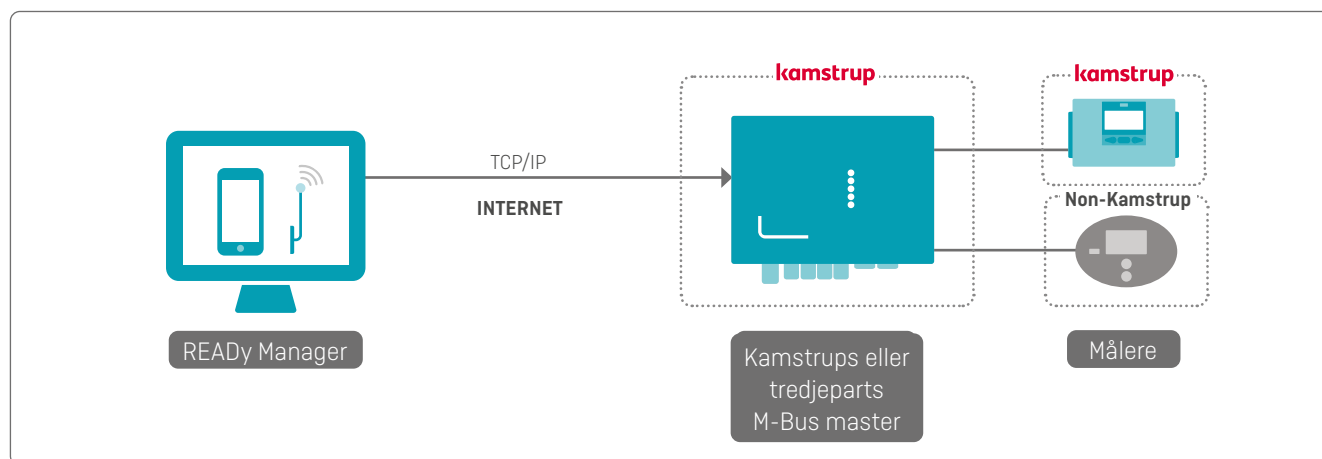 kamstrup
kamstrup
TCP/IP
INTERNET
Non-Kamstrup
READy Manager
Kamstrups eller
tredjeparts
M-Bus master
Målere